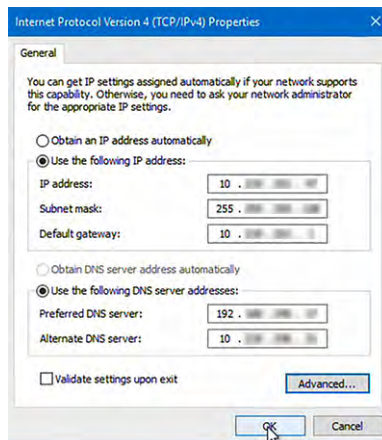 Internet Protocol Version 4 (TCP/IPv4) Properties
General
You can get IP settings assigned automatically if your network supports
this capability. Otherwise, you need to ask your network administrator
for the appropriate IP settings.
Obtain an IP address automatically
Use the following IP address:
IP address: 10 .
Subnet mask: 255 .
Default gateway: 10 .
Obtain DNS server address automatically
Use the following DNS server addresses:
Preferred DNS server: 192 .
Alternate DNS server: 10 .
Validate settings upon exit
Advanced...
OK Cancel